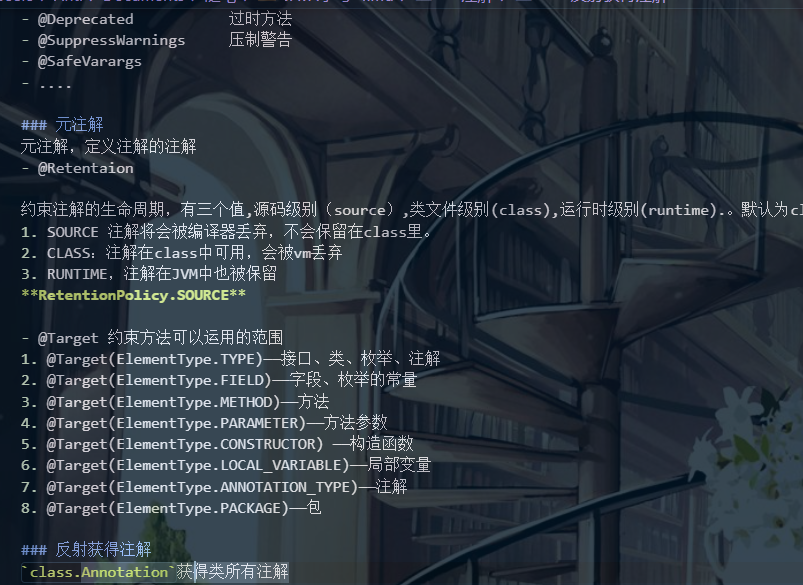 - @Deprecated 过时方法
- @SuppressWarnings 压制警告
- @SafeVarargs
- ....
### 元注解
元注解，定义注解的注解
- @Retentaion
约束注解的生命周期，有三个值,源码级别（source）,类文件级别(class),运行时级别(runtime).。默认为cl
1. SOURCE 注解将会被编译器丢弃，不会保留在class里。
2. CLASS：注解在class中可用，会被vm丢弃
3. RUNTIME，注解在JVM中也被保留
**RetentionPolicy.SOURCE**
- @Target 约束方法可以运用的范围
1. @Target(ElementType.TYPE)——接口、类、枚举、注解
2. @Target(ElementType.FIELD)——字段、枚举的常量
3. @Target(ElementType.METHOD)——方法
4. @Target(ElementType.PARAMETER)——方法参数
5. @Target(ElementType.CONSTRUCTOR) ——构造函数
6. @Target(ElementType.LOCAL_VARIABLE)——局部变量
7. @Target(ElementType.ANNOTATION_TYPE)——注解
8. @Target(ElementType.PACKAGE)——包
### 反射获得注解
`class.Annotation`获得类所有注解